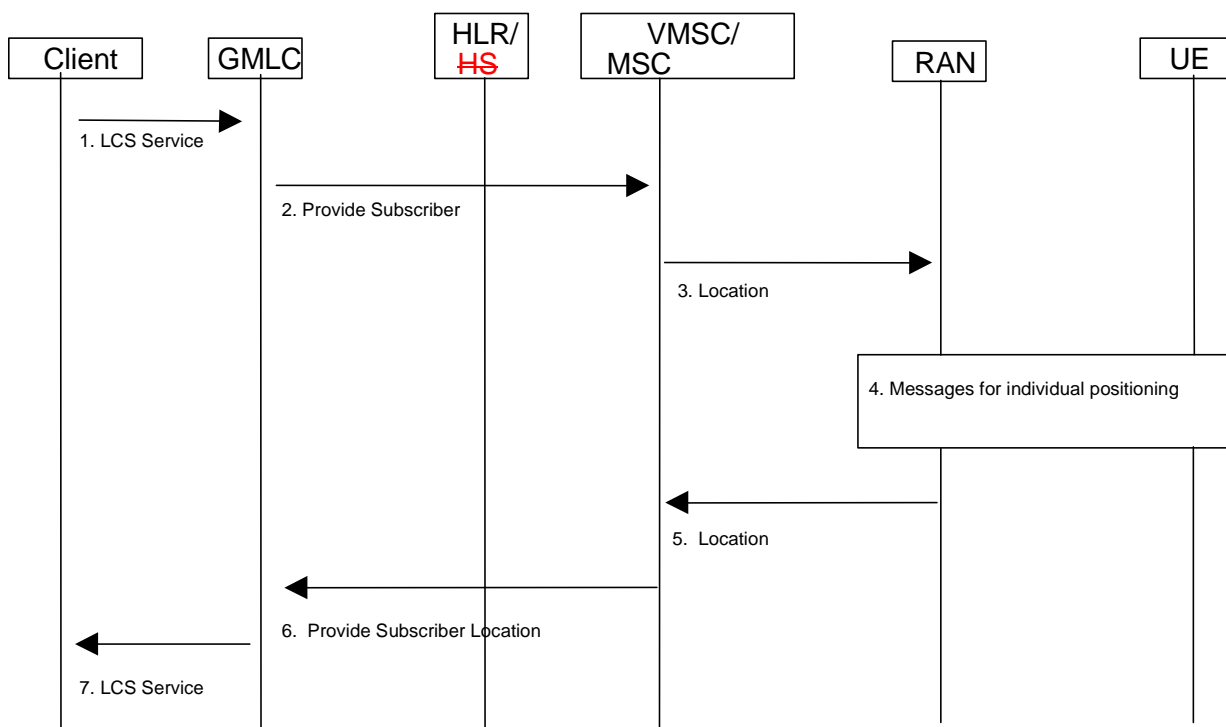 Client
GMLC
HLR/
HS
VMSC/
MSC
RAN
UE
1. LCS Service
2. Provide Subscriber
3. Location
4. Messages for individual positioning
5. Location
6. Provide Subscriber Location
7. LCS Service